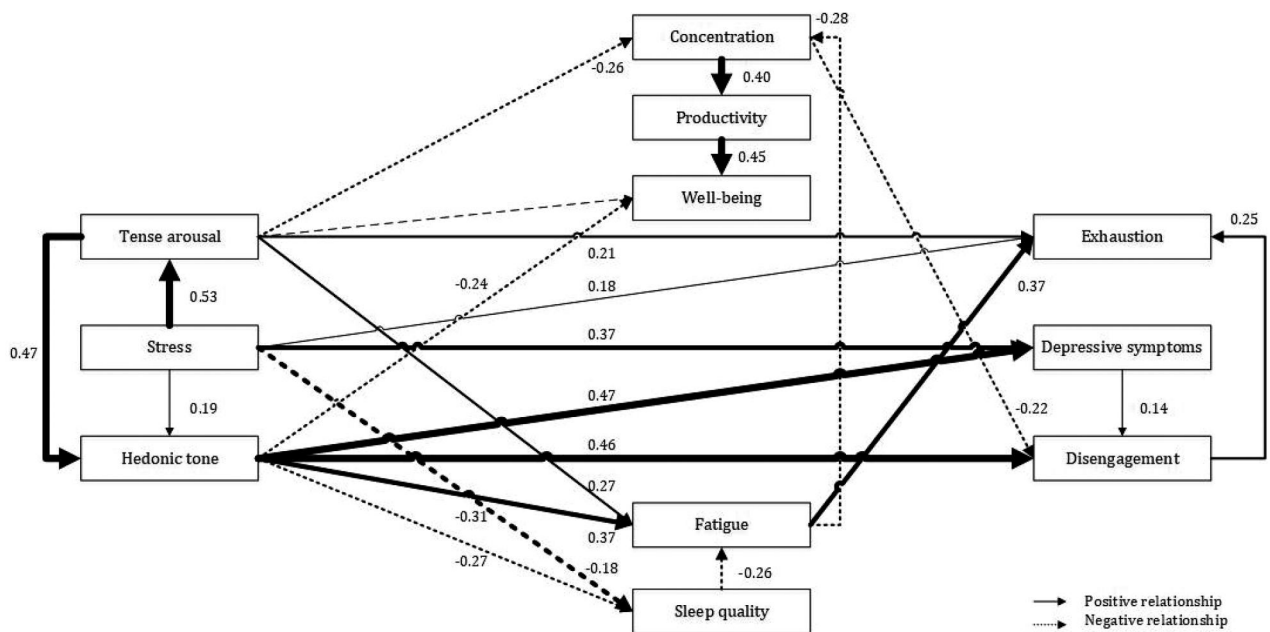 -0.28
Concentration
-0.26
0.40
Productivity
0.45
Well-being
Tense arousal
0.25
Exhaustion
0.21
-0.24
0.18
0.37
0.53
Stress
0.37
Depressive symptoms
0.47
0.19
0.47
-0.22
0.14
Hedonic tone
0.46
Disengagement
0.27
-0.31
Fatigue
0.37
-0.27
-0.18
-0.26
Sleep quality
Positive relationship
Negative relationship